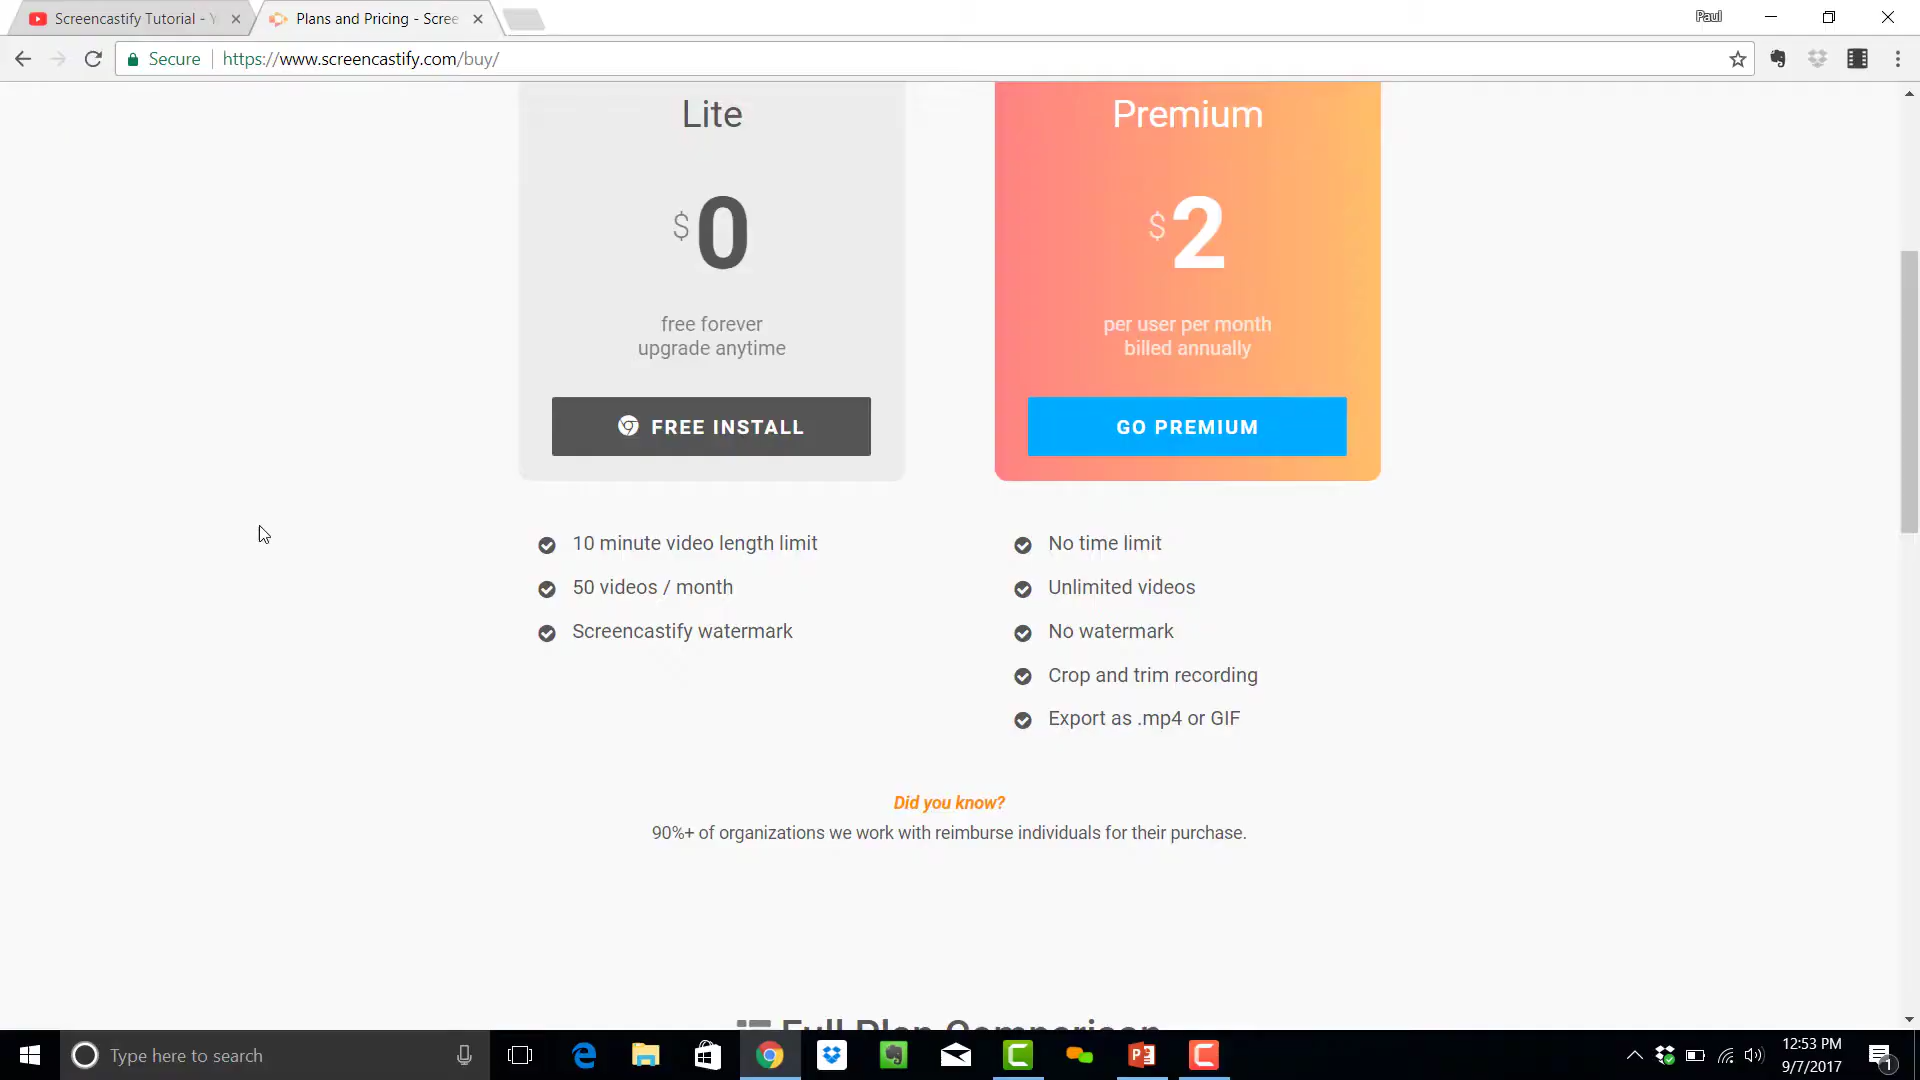 Screencastify Tutorial - Y
Plans and Pricing - Scree
Paul
Secure
https://www.screencastify.com/buy/
Lite
$0
free forever
upgrade anytime
FREE INSTALL
10 minute video length limit
50 videos / month
Screencastify watermark
Premium
$2
per user per month
billed annually
GO PREMIUM
No time limit
Unlimited videos
No watermark
Crop and trim recording
Export as .mp4 or GIF
Did you know?
90%+ of organizations we work with reimburse individuals for their purchase.
Full Plan Comparison
Type here to search
12:53 PM
9/7/2017
1